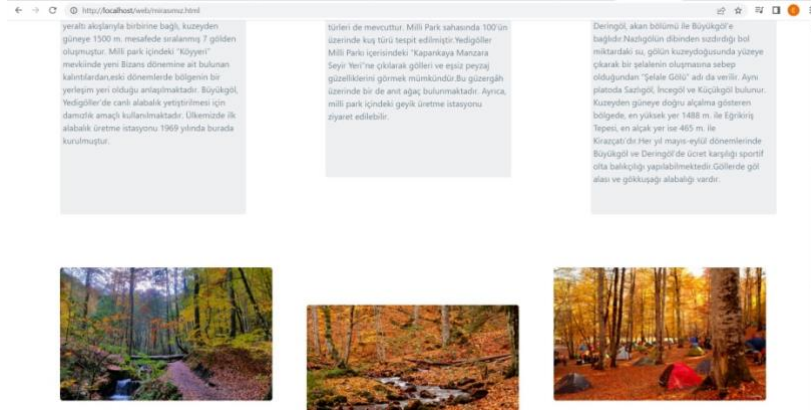 http://localhost/web/mirasimiz.html
yeraltı akışlarıyla birbirine bağlı, kuzeyden
güneye 1500 m. mesafede sıralanmış 7 gölden
oluşmuştur. Milli park içindeki "Köyyeri"
mevkiinde yeni Bizans dönemine ait bulunan
kalıntılardan,eski dönemlerde bölgenin bir
yerleşim yeri olduğu anlaşılmaktadır. Büyükgöl,
Yedigöller'de canlı alabalık yetiştirilmesi için
damızlık amaçlı kullanılmaktadır. Ülkemizde ilk
alabalık üretme istasyonu 1969 yılında burada
kurulmuştur.
türleri de mevcuttur. Milli Park sahasında 100'ün
üzerinde kuş türü tespit edilmiştir.Yedigöller
Milli Parkı içerisindeki "Kapankaya Manzara
Seyir Yeri"ne çıkılarak gölleri ve eşsiz peyzaj
güzelliklerini görmek mümkündür.Bu güzergâh
üzerinde bir de anıt ağaç bulunmaktadır. Ayrıca,
milli park içindeki geyik üretme istasyonu
ziyaret edilebilir.
Deringöl, akan bölümü ile Büyükgöl'e
bağlıdır.Nazlıgölün dibinden sızdırdığı bol
miktardaki su, gölün kuzeydoğusunda yüzeye
çıkarak bir şelalenin oluşmasına sebep
olduğundan "Şelale Gölü" adı da verilir. Aynı
platoda Sazlıgöl, İncegöl ve Küçükgöl bulunur.
Kuzeyden güneye doğru alçalma gösteren
bölgede, en yüksek yer 1488 m. ile Eğrikiriş
Tepesi, en alçak yer ise 465 m. ile
Kirazçatı'dır.Her yıl mayıs-eylül dönemlerinde
Büyükgöl ve Deringöl'de ücret karşılığı sportif
olta balıkçılığı yapılabilmektedir.Göllerde göl
alası ve gökkuşağı alabalığı vardır.